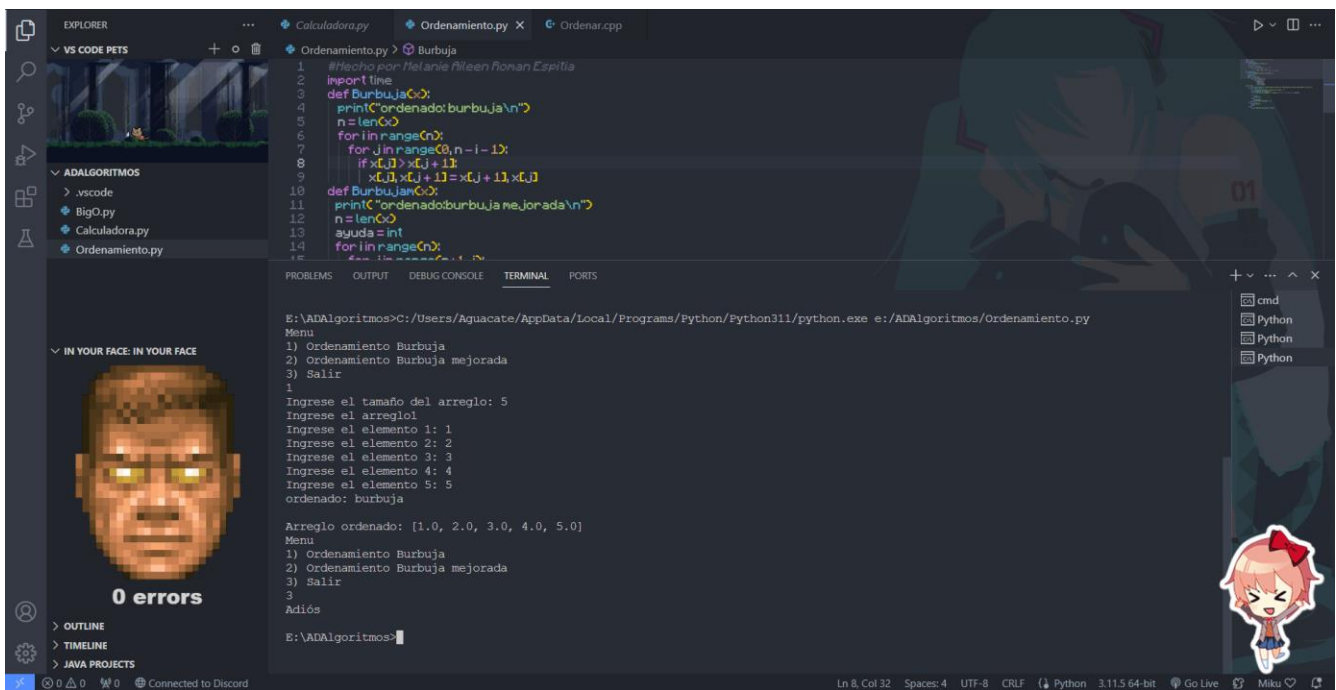 EXPLORER
VS CODE PETS
ADALGORITMOS
.vscode
BigO.py
Calculadora.py
Ordenamiento.py
IN YOUR FACE: IN YOUR FACE
0 errors
OUTLINE
TIMELINE
JAVA PROJECTS
Calculadora.py
Ordenamiento.py
Ordenar.cpp
Ordenamiento.py > Burbuja
1 #Hecho por Melanie Aileen Roman Espitia
2 import time
3 def Burbuja(x):
4 print("ordenado: burbuja\n")
5 n = len(x)
6 for i in range(n):
7 for j in range(0, n - i - 1):
8 if x[j] > x[j + 1]:
9 x[j], x[j + 1] = x[j + 1], x[j]
10 def Burbujam(x):
11 print("ordenado:burbuja mejorada\n")
12 n = len(x)
13 ayuda = int
14 for i in range(n):
01
PROBLEMS OUTPUT DEBUG CONSOLE TERMINAL PORTS
E:\ADAlgoritmos>C:/Users/Aguacate/AppData/Local/Programs/Python/Python311/python.exe e:/ADAlgoritmos/Ordenamiento.py
Menu
1) Ordenamiento Burbuja
2) Ordenamiento Burbuja mejorada
3) Salir
1
Ingrese el tamaño del arreglo: 5
Ingrese el arreglo1
Ingrese el elemento 1: 1
Ingrese el elemento 2: 2
Ingrese el elemento 3: 3
Ingrese el elemento 4: 4
Ingrese el elemento 5: 5
ordenado: burbuja
Arreglo ordenado: [1.0, 2.0, 3.0, 4.0, 5.0]
Menu
1) Ordenamiento Burbuja
2) Ordenamiento Burbuja mejorada
3) Salir
3
Adiós
E:\ADAlgoritmos>
cmd
Python
Python
Python
0 0 0 Connected to Discord
Ln 8, Col 32 Spaces: 4 UTF-8 CRLF Python 3.11.5 64-bit Go Live Miku